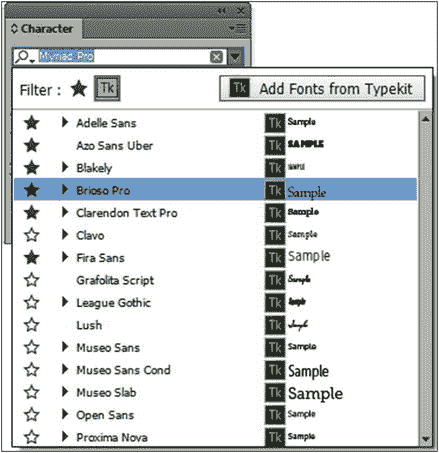 Character
Myriad Pro
Filter : Tk Tk Add Fonts from Typekit
Adelle Sans Tk Sample
Azo Sans Uber Tk SAMPLE
Blakely Tk SAMPLE
Brioso Pro Tk Sample
Clarendon Text Pro Tk Sample
Clavo Tk Sample
Fira Sans Tk Sample
Grafolita Script Tk Sample
League Gothic Tk Sample
Lush Tk Sample
Museo Sans Tk Sample
Museo Sans Cond Tk Sample
Museo Slab Tk Sample
Open Sans Tk Sample
Proxima Nova Tk Sample